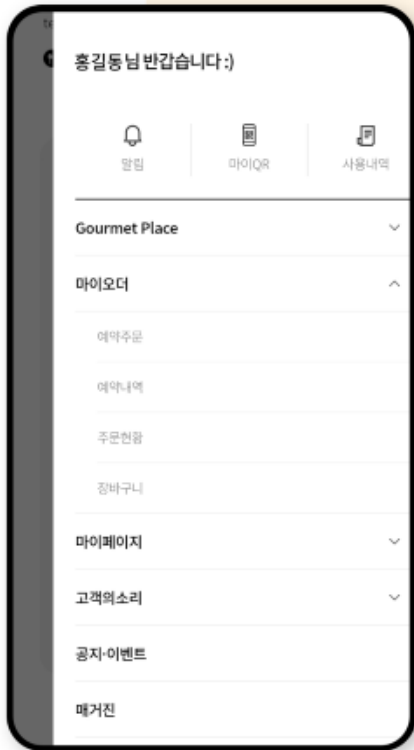 홍길동님 반갑습니다 :)
알림
마이QR
사용내역
Gourmet Place
마이오더
예약주문
예약내역
주문현황
장바구니
마이페이지
고객의소리
공지·이벤트
매거진